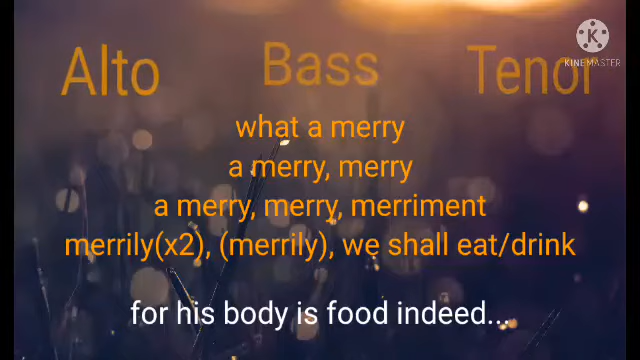 K
KINEMASTER
Alto Bass Tenor
what a merry
a merry, merry
a merry, merry, merriment
merrily(x2), (merrily), we shall eat/drink
for his body is food indeed...